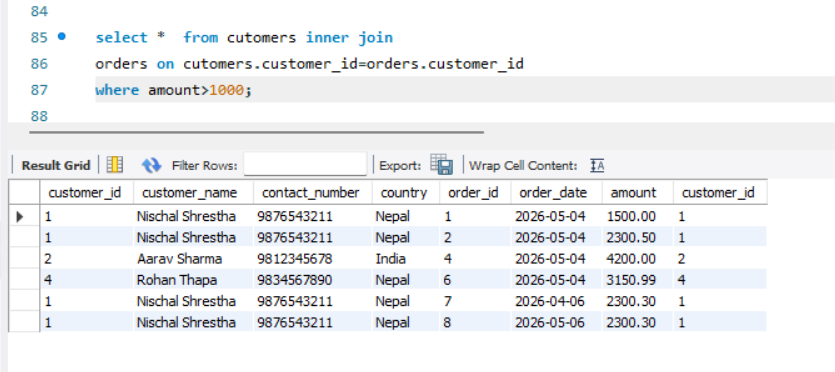 84
85 select * from cutomers inner join
86 orders on cutomers.customer_id=orders.customer_id
87 where amount>1000;
88
Result Grid Filter Rows: Export: Wrap Cell Content:
customer_id customer_name contact_number country order_id order_date amount customer_id
1 Nischal Shrestha 9876543211 Nepal 1 2026-05-04 1500.00 1
1 Nischal Shrestha 9876543211 Nepal 2 2026-05-04 2300.50 1
2 Aarav Sharma 9812345678 India 4 2026-05-04 4200.00 2
4 Rohan Thapa 9834567890 Nepal 6 2026-05-04 3150.99 4
1 Nischal Shrestha 9876543211 Nepal 7 2026-04-06 2300.30 1
1 Nischal Shrestha 9876543211 Nepal 8 2026-05-06 2300.30 1